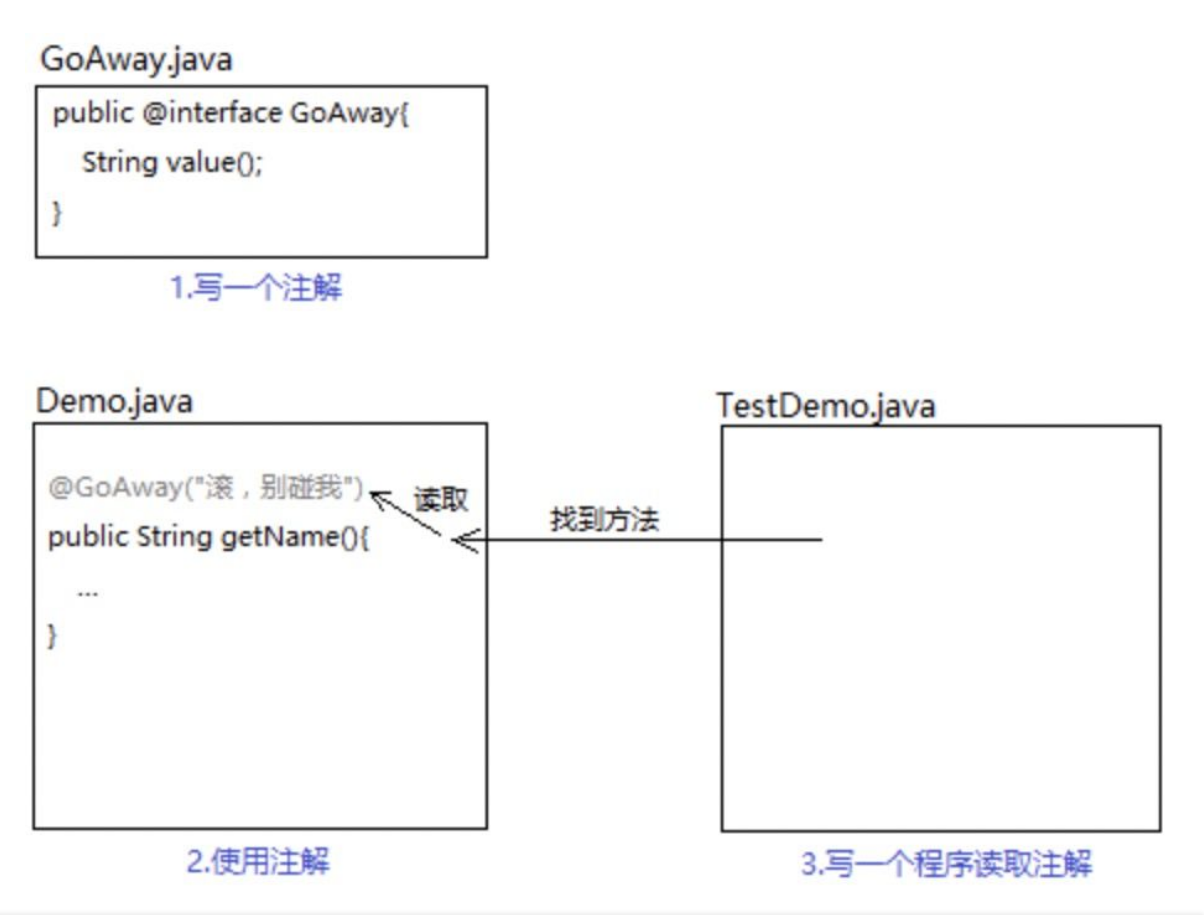 GoAway.java
public @interface GoAway{
String value();
}
1.写一个注解
Demo.java
@GoAway("滚，别碰我")
读取
public String getName(){
...
}
2.使用注解
找到方法
TestDemo.java
3.写一个程序读取注解